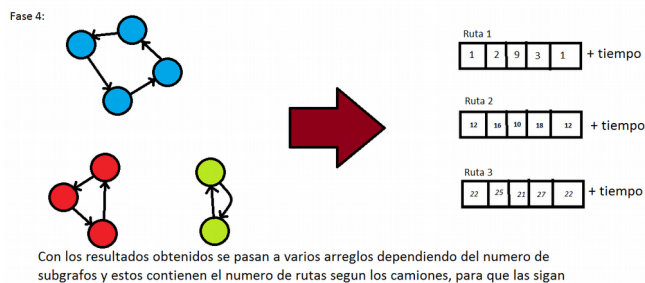 Fase 4:
Ruta 1
1 2 9 3 1 + tiempo
Ruta 2
12 16 10 18 12 + tiempo
Ruta 3
22 25 21 27 22 + tiempo
Con los resultados obtenidos se pasan a varios arreglos dependiendo del numero de
subgrafos y estos contienen el numero de rutas segun los camiones, para que las sigan